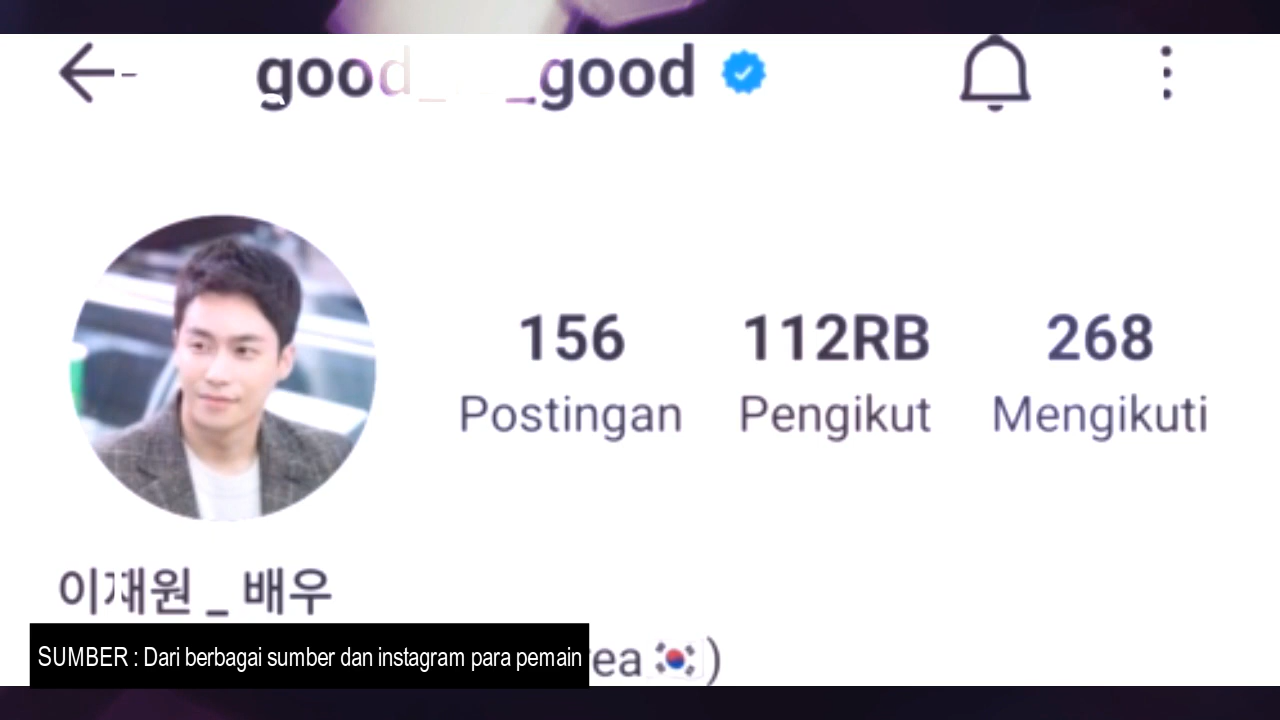 good_ _good
156 112RB 268
Postingan Pengikut Mengikuti
이재원 _ 배우
SUMBER : Dari berbagai sumber dan instagram para pemain
ea 🇰🇷)